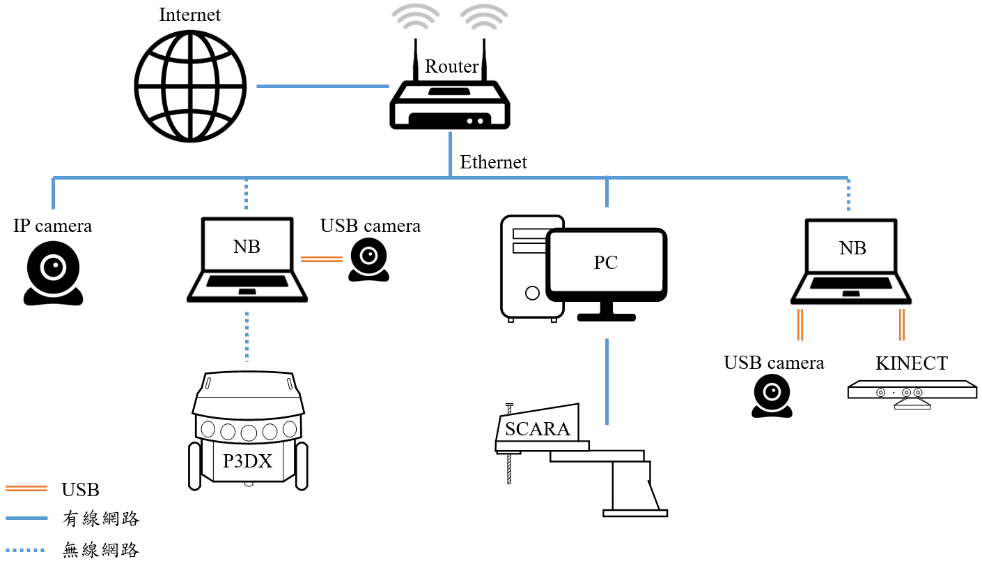 Internet
Router
Ethernet
IP camera
NB
USB camera
PC
NB
USB camera
KINECT
SCARA
P3DX
USB
有線網路
無線網路